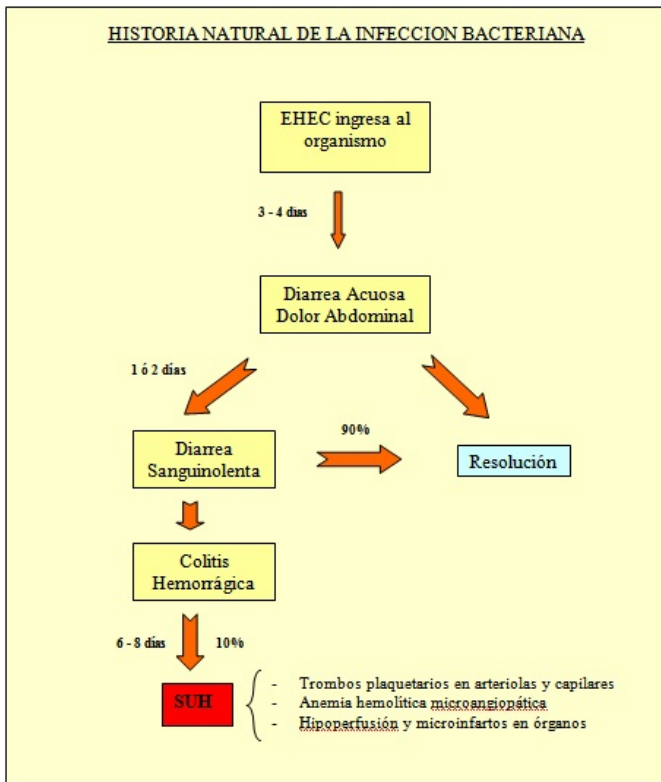 HISTORIA NATURAL DE LA INFECCION BACTERIANA
EHEC ingresa al
organismo
3 - 4 dias
Diarrea Acuosa
Dolor Abdominal
1 ó 2 días
90%
Diarrea
Sanguinolenta
Resolución
Colitis
Hemorrágica
6 - 8 días 10%
SUH
- Trombos plaquetarios en arteriolas y capilares
- Anemia hemolítica microangiopática
- Hipoperfusión y microinfartos en órganos